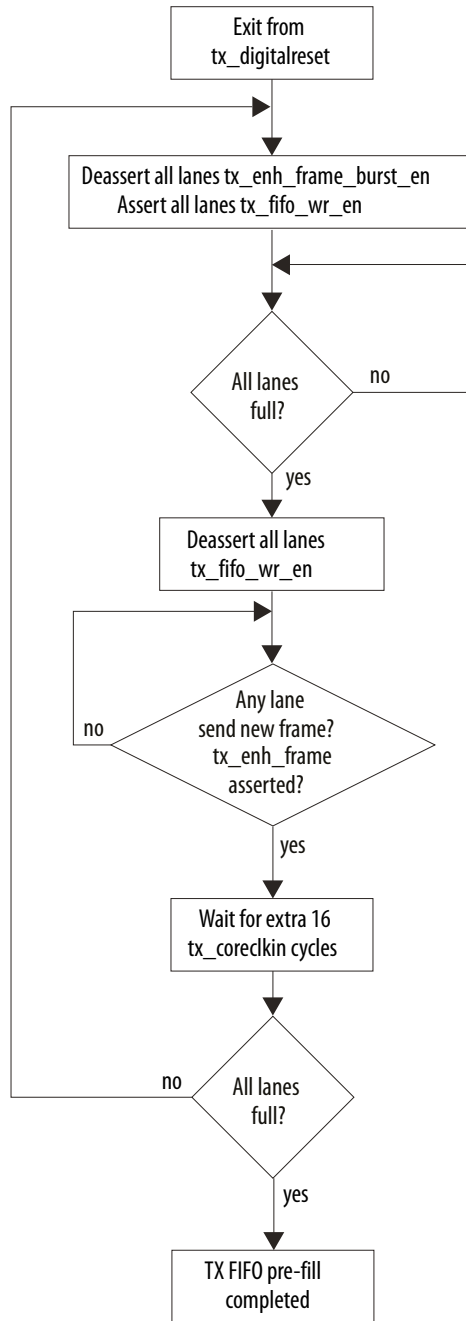 Exit from
tx_digitalreset
Deassert all lanes tx_enh_frame_burst_en
Assert all lanes tx_fifo_wr_en
All lanes
full?
no
yes
Deassert all lanes
tx_fifo_wr_en
Any lane
send new frame?
tx_enh_frame
asserted?
no
yes
Wait for extra 16
tx_coreclkin cycles
All lanes
full?
no
yes
TX FIFO pre-fill
completed